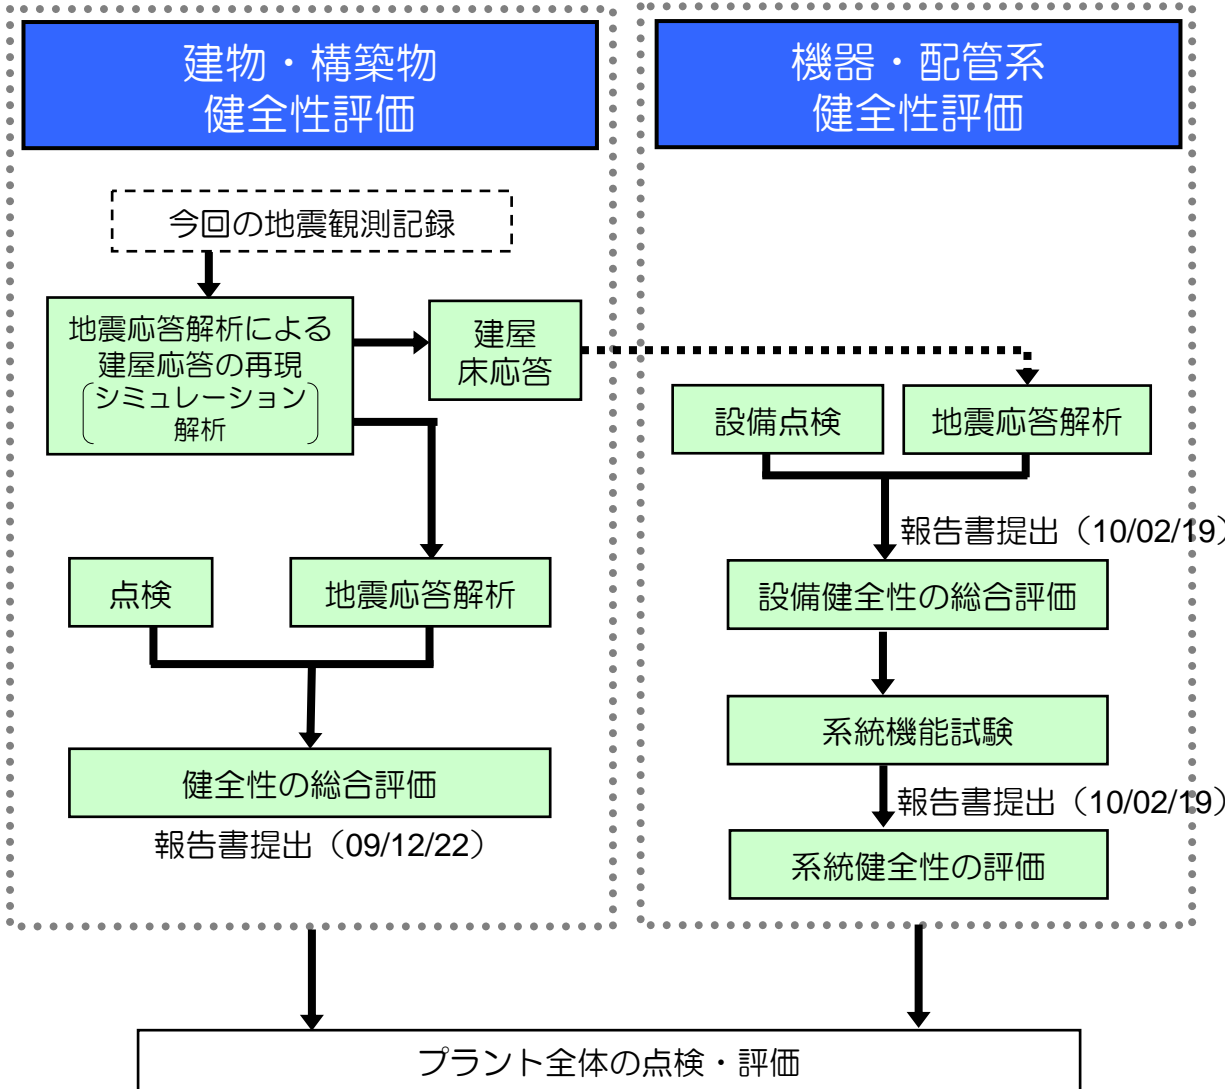 建物・構築物
健全性評価
今回の地震観測記録
地震応答解析による
建屋応答の再現
シミュレーション
解析
建屋
床応答
点検
地震応答解析
健全性の総合評価
報告書提出（09/12/22）
機器・配管系
健全性評価
設備点検
地震応答解析
報告書提出（10/02/19）
設備健全性の総合評価
系統機能試験
報告書提出（10/02/19）
系統健全性の評価
プラント全体の点検・評価